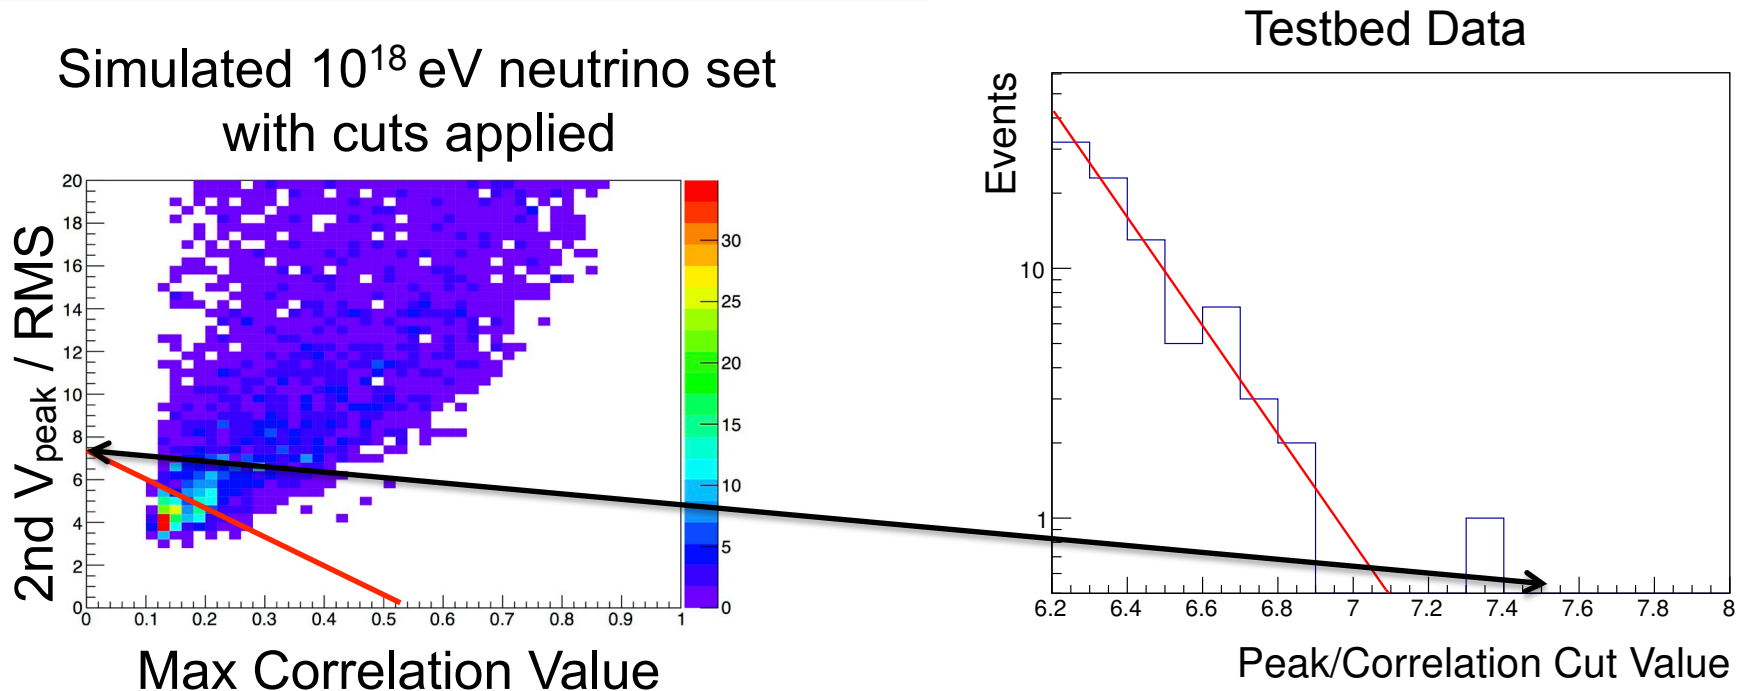 Simulated 10¹⁸ eV neutrino set
with cuts applied
2nd Vpeak / RMS
20
18
16
14
12
10
8
6
4
2
0
0 0.1 0.2 0.3 0.4 0.5 0.6 0.7 0.8 0.9 1
30
25
20
15
10
5
0
Max Correlation Value
Testbed Data
Events
10
1
6.2 6.4 6.6 6.8 7 7.2 7.4 7.6 7.8 8
Peak/Correlation Cut Value